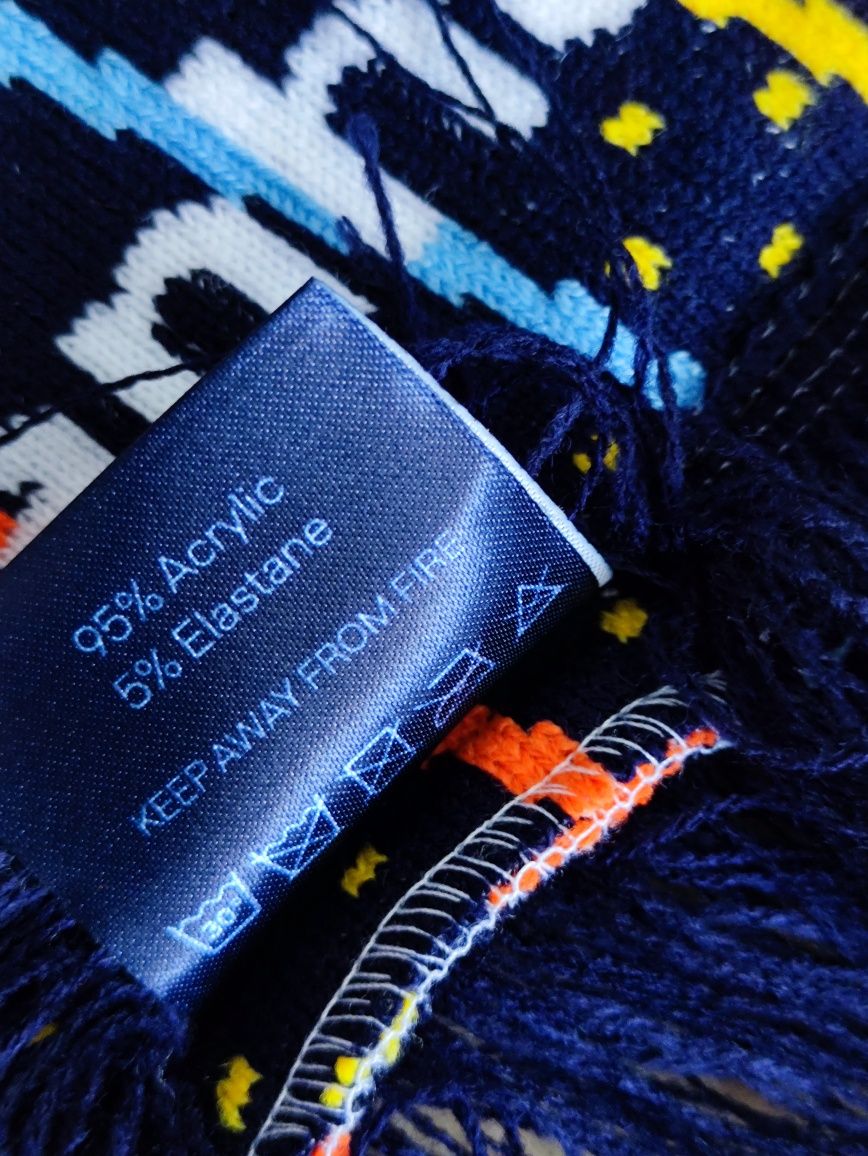 95% Acrylic
5% Elastane
KEEP AWAY FROM FIRE
30